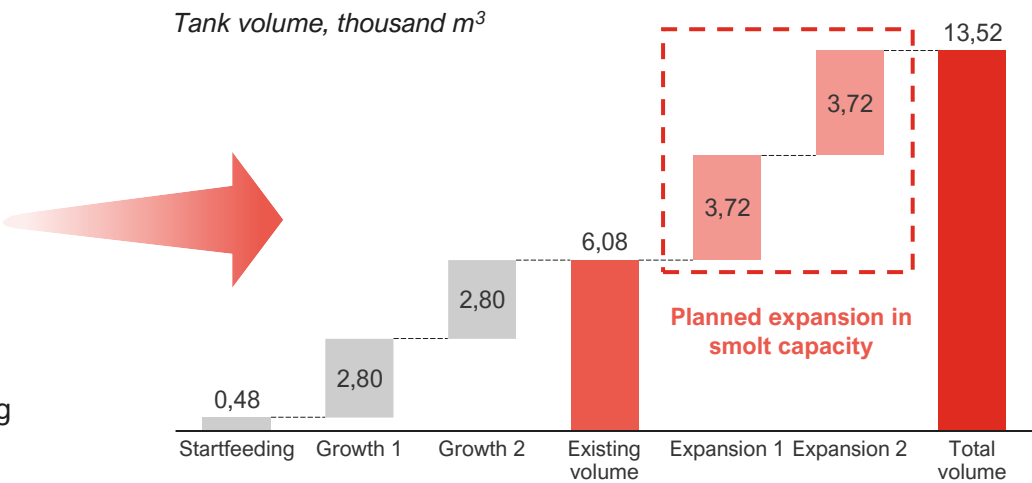 Tank volume, thousand m³
13,52
3,72
3,72
6,08
2,80
Planned expansion in
smolt capacity
2,80
0,48
g
Startfeeding
Growth 1
Growth 2
Existing
volume
Expansion 1
Expansion 2
Total
volume